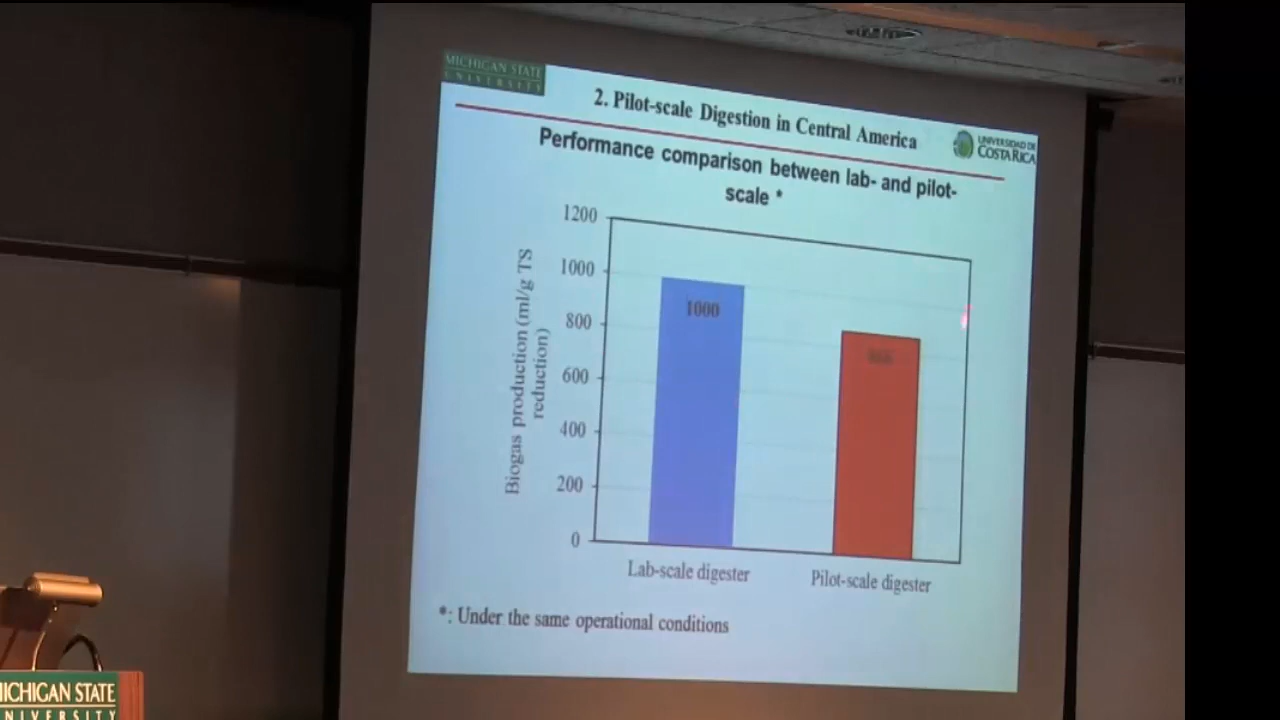 MICHIGAN STATE
UNIVERSITY
2. Pilot-scale Digestion in Central America
UNIVERSIDAD DE
COSTA RICA
Performance comparison between lab- and pilot-
scale *
Biogas production (ml/g TS
reduction)
1200
1000
800
600
400
200
0
1000
Lab-scale digester
Pilot-scale digester
*: Under the same operational conditions
MICHIGAN STATE
UNIVERSITY